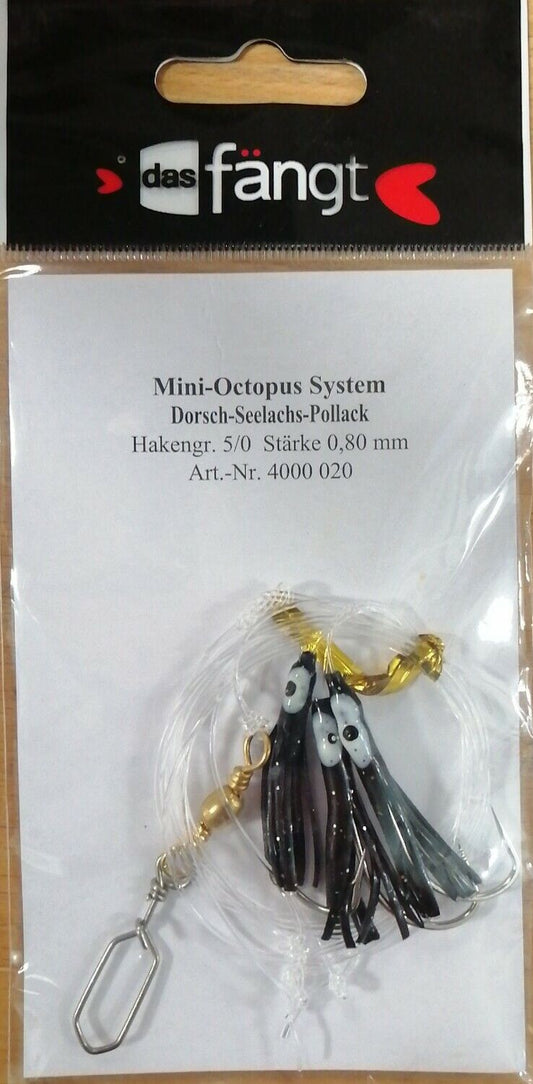 das fängt
Mini-Octopus System
Dorsch-Seelachs-Pollack
Hakengr. 5/0 Stärke 0,80 mm
Art.-Nr. 4000 020